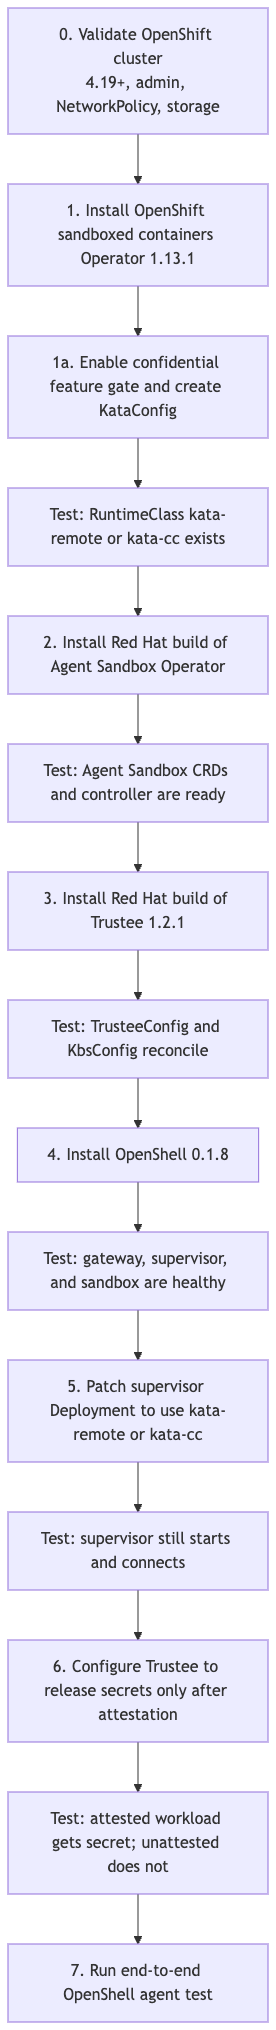 0. Validate OpenShift
cluster
4.19+, admin,
NetworkPolicy, storage
1. Install OpenShift
sandboxed containers
Operator 1.13.1
1a. Enable confidential
feature gate and create
KataConfig
Test: RuntimeClass kata-
remote or kata-cc exists
2. Install Red Hat build of
Agent Sandbox Operator
Test: Agent Sandbox CRDs
and controller are ready
3. Install Red Hat build of
Trustee 1.2.1
Test: TrusteeConfig and
KbsConfig reconcile
4. Install OpenShell 0.1.8
Test: gateway, supervisor,
and sandbox are healthy
5. Patch supervisor
Deployment to use kata-
remote or kata-cc
Test: supervisor still starts
and connects
6. Configure Trustee to
release secrets only after
attestation
Test: attested workload
gets secret; unattested
does not
7. Run end-to-end
OpenShell agent test